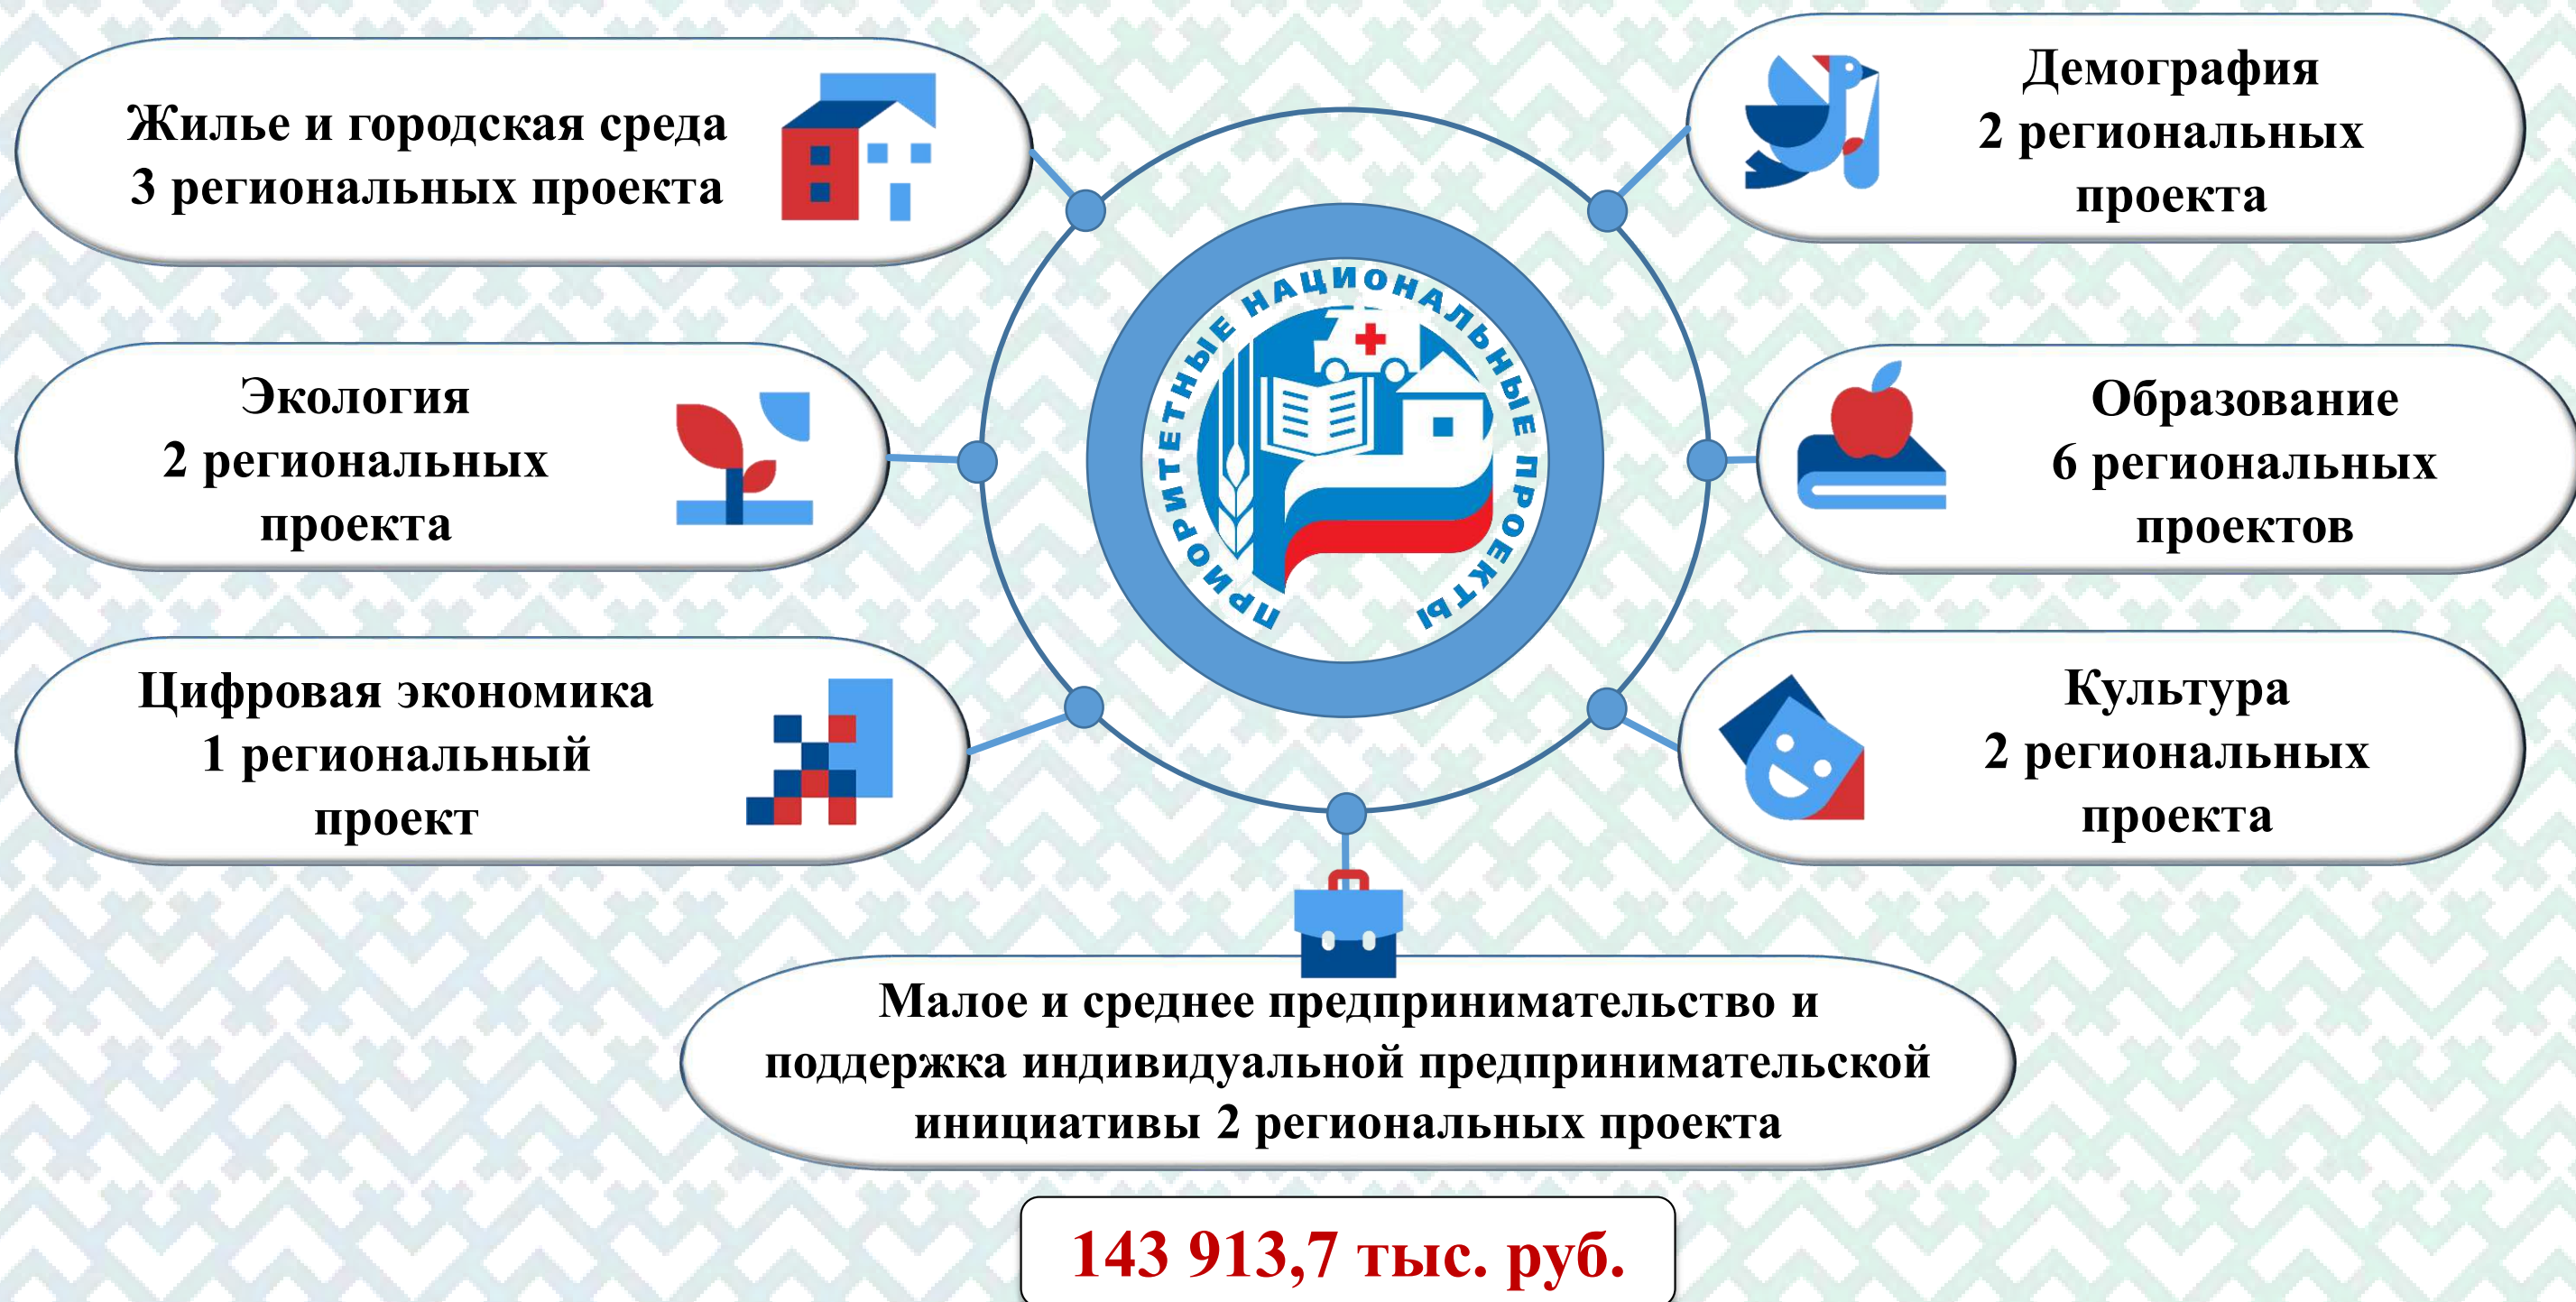 Жилье и городская среда
3 региональных проекта
Демография
2 региональных
проекта
ПРИОРИТЕТНЫЕ НАЦИОНАЛЬНЫЕ ПРОЕКТЫ
Экология
2 региональных
проекта
Образование
6 региональных
проектов
Цифровая экономика
1 региональный
проект
Культура
2 региональных
проекта
Малое и среднее предпринимательство и
поддержка индивидуальной предпринимательской
инициативы 2 региональных проекта
143 913,7 тыс. руб.